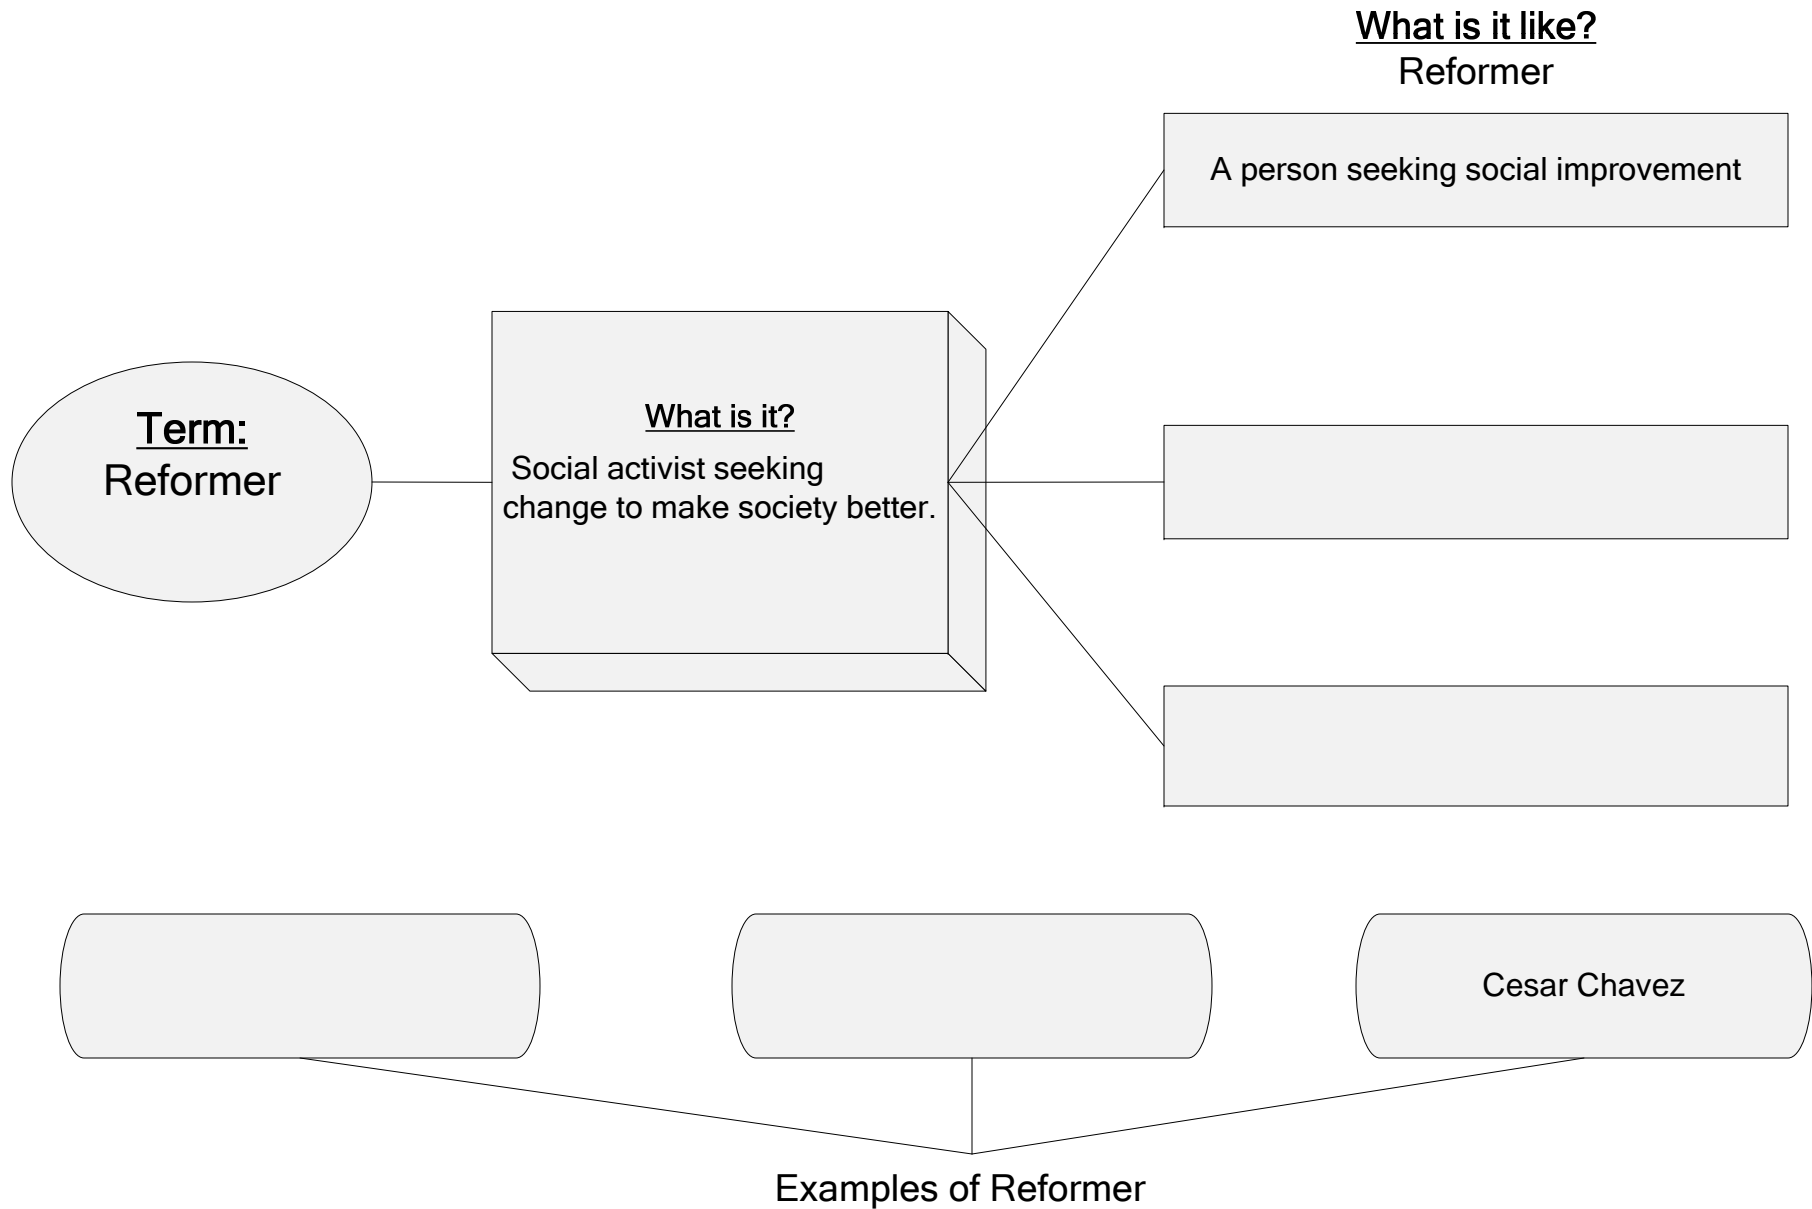 What is it like?
Reformer
A person seeking social improvement
Term:
Reformer
What is it?
Social activist seeking
change to make society better.
Cesar Chavez
Examples of Reformer